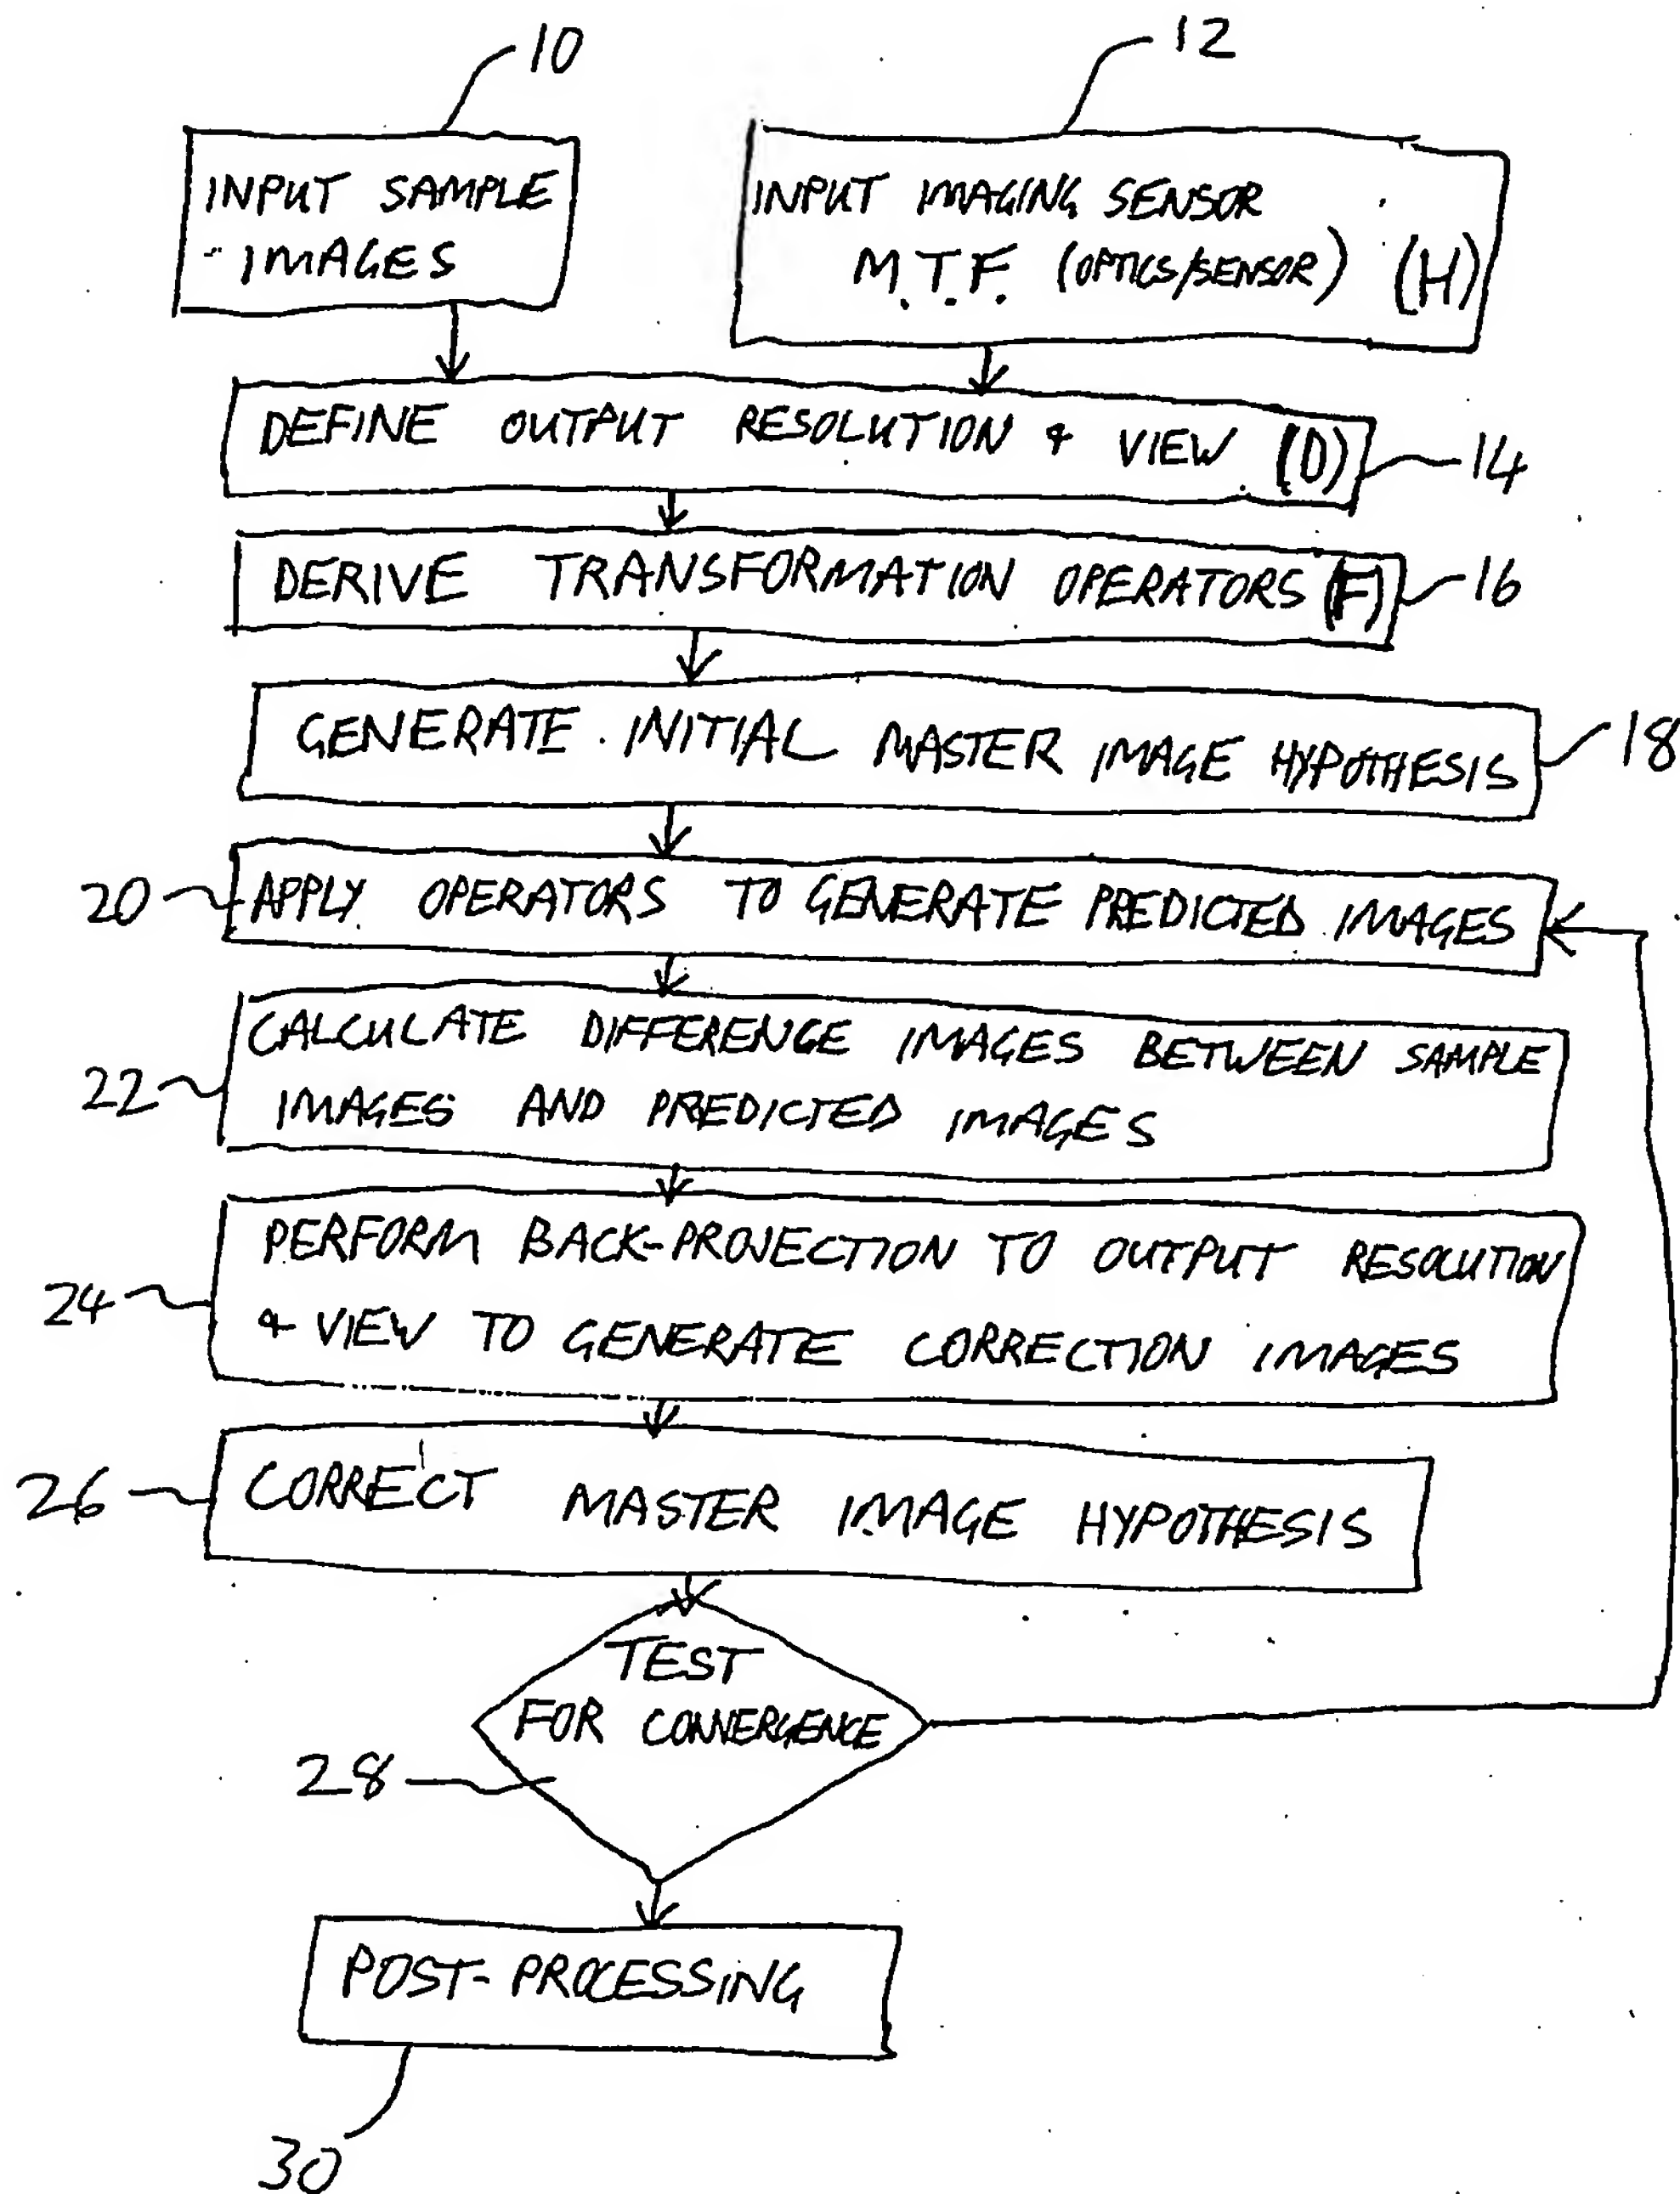 10
12
INPUT SAMPLE
IMAGES
INPUT IMAGING SENSOR
M.T.F. (OPTICS/SENSOR) (H)
DEFINE OUTPUT RESOLUTION & VIEW (D)
14
DERIVE TRANSFORMATION OPERATORS (F)
16
GENERATE INITIAL MASTER IMAGE HYPOTHESIS
18
20
APPLY OPERATORS TO GENERATE PREDICTED IMAGES
22
CALCULATE DIFFERENCE IMAGES BETWEEN SAMPLE
IMAGES AND PREDICTED IMAGES
24
PERFORM BACK-PROJECTION TO OUTPUT RESOLUTION
& VIEW TO GENERATE CORRECTION IMAGES
26
CORRECT MASTER IMAGE HYPOTHESIS
TEST
FOR CONVERGENCE
28
POST-PROCESSING
30